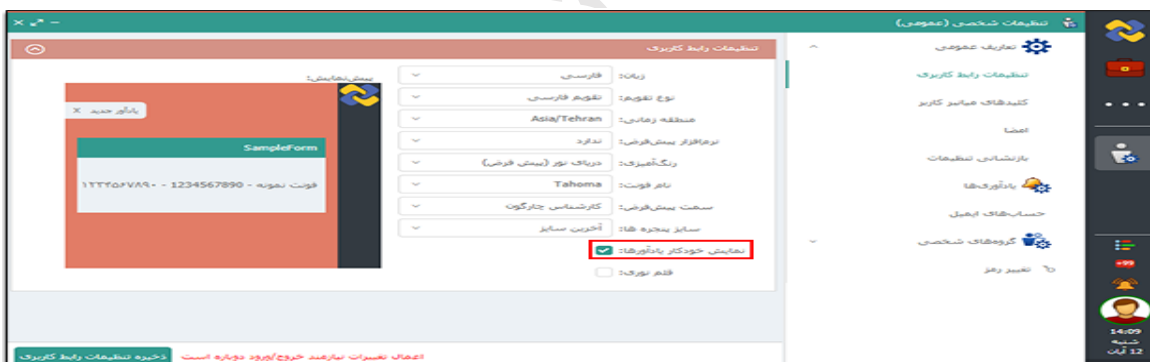 تنظیمات شخصی (عمومی)
تعاریف عمومی
تنظیمات رابط کاربری
کلیدهای میانبر کاربر
امضا
بازنشانی تنظیمات
یادآوری‌ها
حساب‌های ایمیل
گروه‌های شخصی
تغییر رمز
+99
14:09
شنبه
12 آبان
تنظیمات رابط کاربری
زبان: فارسی
نوع تقویم: تقویم فارسی
منطقه زمانی: Asia/Tehran
نرم‌افزار پیش‌فرض: ندارد
رنگ‌آمیزی: دریای نور (پیش فرض)
نام فونت: Tahoma
سمت پیش‌فرض: کارشناس چارگون
سایز پنجره ها: آخرین سایز
نمایش خودکار یادآورها:
قلم نوری:
پیش‌نمایش:
یادآور جدید X
SampleForm
فونت نمونه - 1234567890 - ۱۲۳۴۵۶۷۸۹۰
اعمال تغییرات نیازمند خروج/ورود دوباره است
ذخیره تنظیمات رابط کاربری